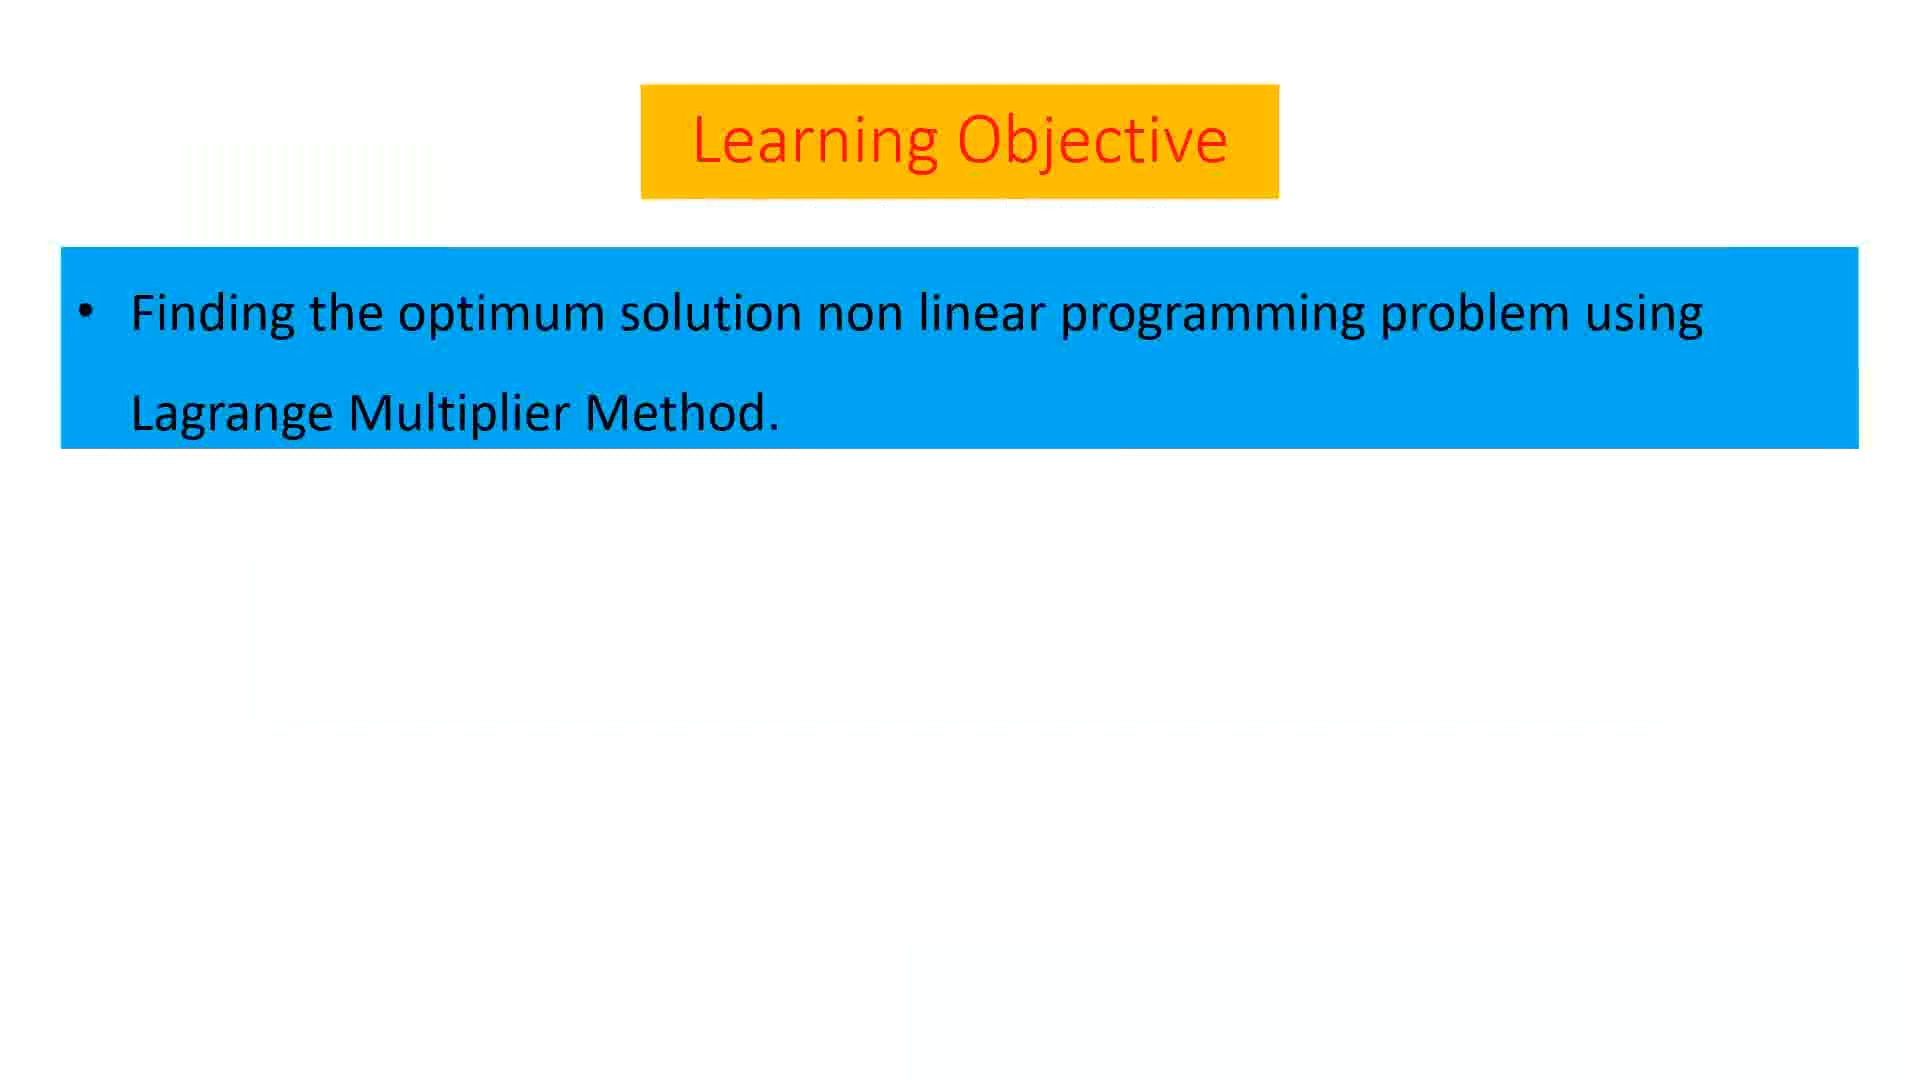 Learning Objective
• Finding the optimum solution non linear programming problem using
Lagrange Multiplier Method.